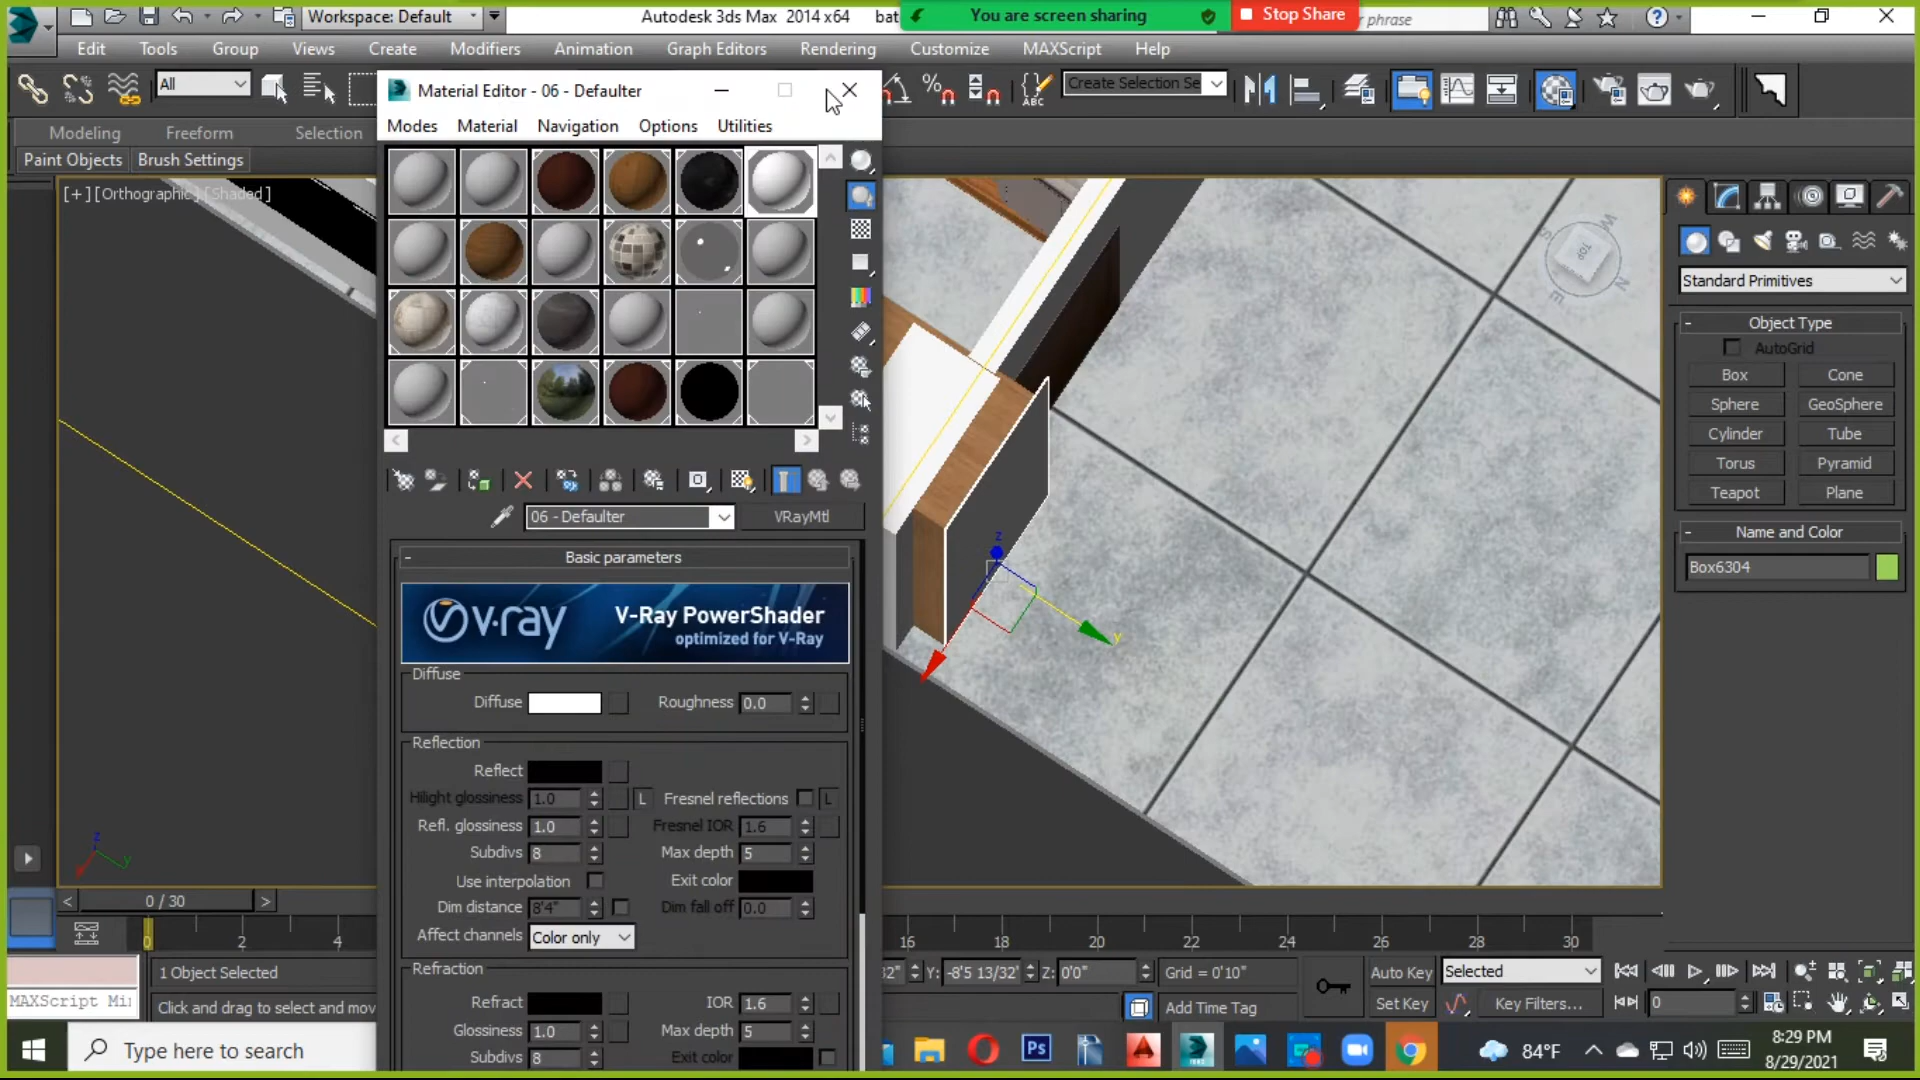 Workspace: Default
Autodesk 3ds Max 2014 x64 bat
You are screen sharing
Stop Share
phrase
Edit Tools Group Views Create Modifiers Animation Graph Editors Rendering Customize MAXScript Help
All
Create Selection Se
ABC
Material Editor - 06 - Defaulter
Modes Material Navigation Options Utilities
Modeling Freeform Selection
Paint Objects Brush Settings
[+][Orthographic][Shaded]
TOP
W
S
N
E
Standard Primitives
Object Type
AutoGrid
Box Cone
Sphere GeoSphere
Cylinder Tube
Torus Pyramid
Teapot Plane
Name and Color
Box6304
06 - Defaulter VRayMtl
Basic parameters
v·ray V-Ray PowerShader
optimized for V-Ray
Diffuse
Diffuse Roughness 0.0
Reflection
Reflect
Hilight glossiness 1.0 L Fresnel reflections L
Refl. glossiness 1.0 Fresnel IOR 1.6
Subdivs 8 Max depth 5
Use interpolation Exit color
Dim distance 8'4" Dim fall off 0.0
Affect channels Color only
Refraction
Refract IOR 1.6
Glossiness 1.0 Max depth 5
Subdivs 8 Exit color
z
y
z
y
0 / 30
0 2 4 16 18 20 22 24 26 28 30
1 Object Selected
32" Y: -8'5 13/32" Z: 0'0" Grid = 0'10"
Auto Key Selected
MAXScript Mi
Click and drag to select and mov
Add Time Tag
Set Key Key Filters... 0
Type here to search
Ps
84°F
8:29 PM
8/29/2021